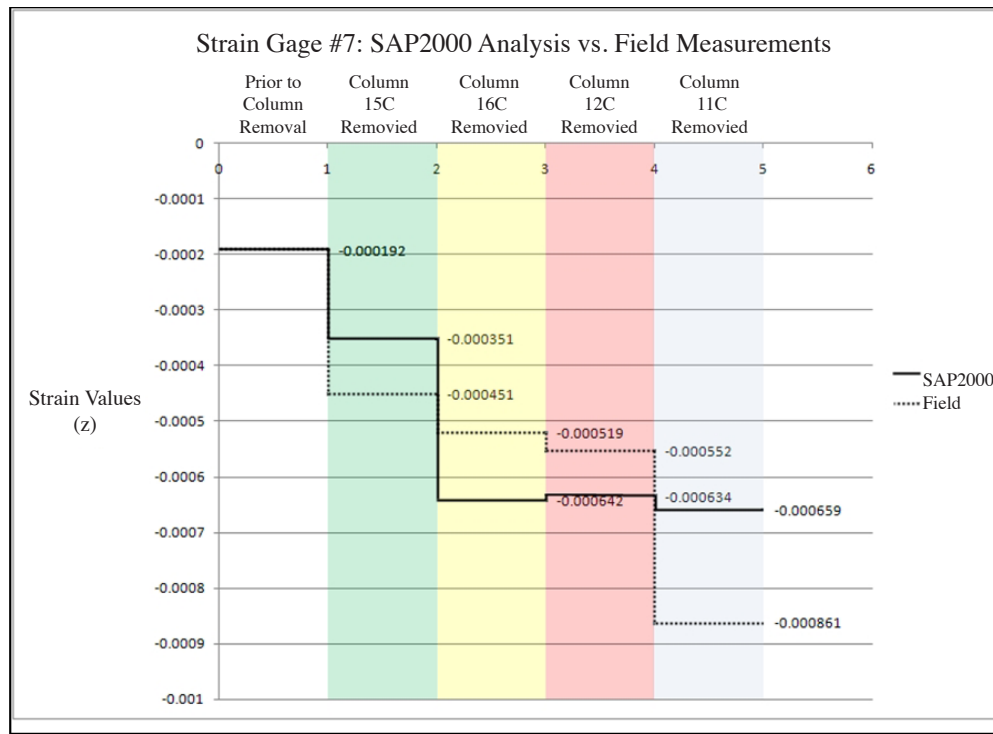 Strain Gage #7: SAP2000 Analysis vs. Field Measurements
Prior to
Column
Removal
Column
15C
Removied
Column
16C
Removied
Column
12C
Removied
Column
11C
Removied
0
0 1 2 3 4 5 6
-0.0001
-0.0002
-0.0003
-0.0004
-0.0005
-0.0006
-0.0007
-0.0008
-0.0009
-0.001
Strain Values
(z)
-0.000192
-0.000351
-0.000451
-0.000519
-0.000642
-0.000552
-0.000634
-0.000659
-0.000861
SAP2000
Field